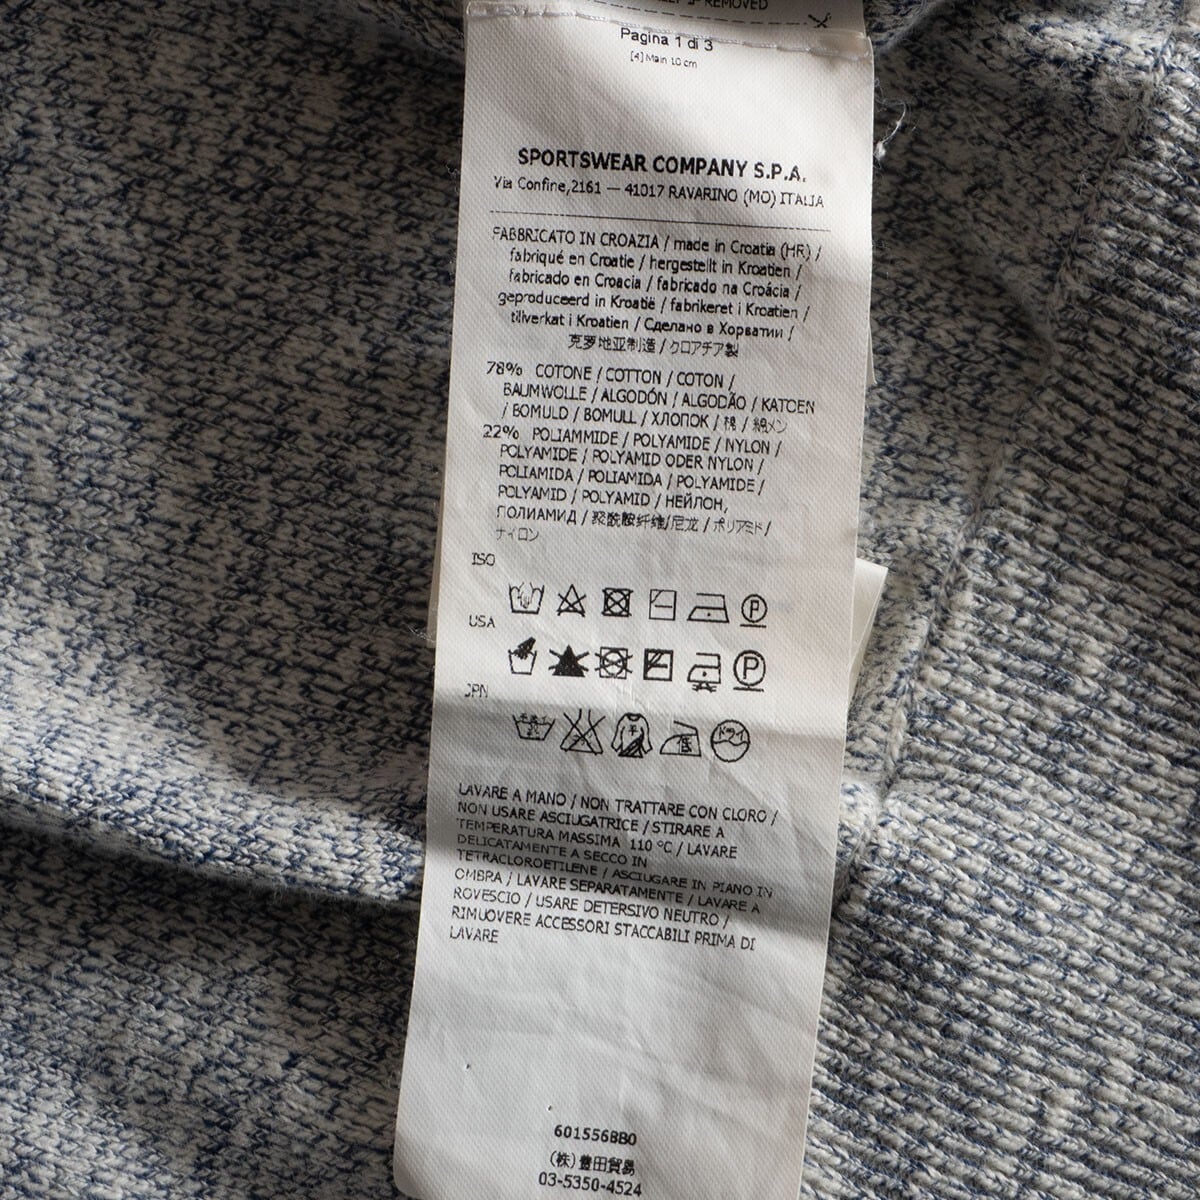 REMOVED
Pagina 1 di 3
[4] Main 10 cm
SPORTSWEAR COMPANY S.P.A.
Via Confine,2161 — 41017 RAVARINO (MO) ITALIA
FABBRICATO IN CROAZIA / made in Croatia (HR) /
fabriqué en Croatie / hergestellt in Kroatien /
fabricado en Croacia / fabricado na Croácia /
geproduceerd in Kroatië / fabrikeret i Kroatien /
tillverkat i Kroatien / Сделано в Хорватии /
克罗地亚制造 / クロアチア製
78% COTONE / COTTON / COTON /
BAUMWOLLE / ALGODÓN / ALGODÃO / KATOEN
/ BOMULD / BOMULL / ХЛОПОК / 棉 / 綿メン
22% POLIAMMIDE / POLYAMIDE / NYLON /
POLYAMIDE / POLYAMID ODER NYLON /
POLIAMIDA / POLIAMIDA / POLYAMIDE /
POLYAMID / POLYAMID / НЕЙЛОН,
ПОЛИАМИД / 聚酰胺纤维/尼龙 / ポリアミド/
ナイロン
ISO
P
USA
P
JPN
ドライ
LAVARE A MANO / NON TRATTARE CON CLORO /
NON USARE ASCIUGATRICE / STIRARE A
TEMPERATURA MASSIMA 110 °C / LAVARE
DELICATAMENTE A SECCO IN
TETRACLOROETILENE / ASCIUGARE IN PIANO IN
OMBRA / LAVARE SEPARATAMENTE / LAVARE A
ROVESCIO / USARE DETERSIVO NEUTRO /
RIMUOVERE ACCESSORI STACCABILI PRIMA DI
LAVARE
6015568B0
(株)豊田貿易
03-5350-4524